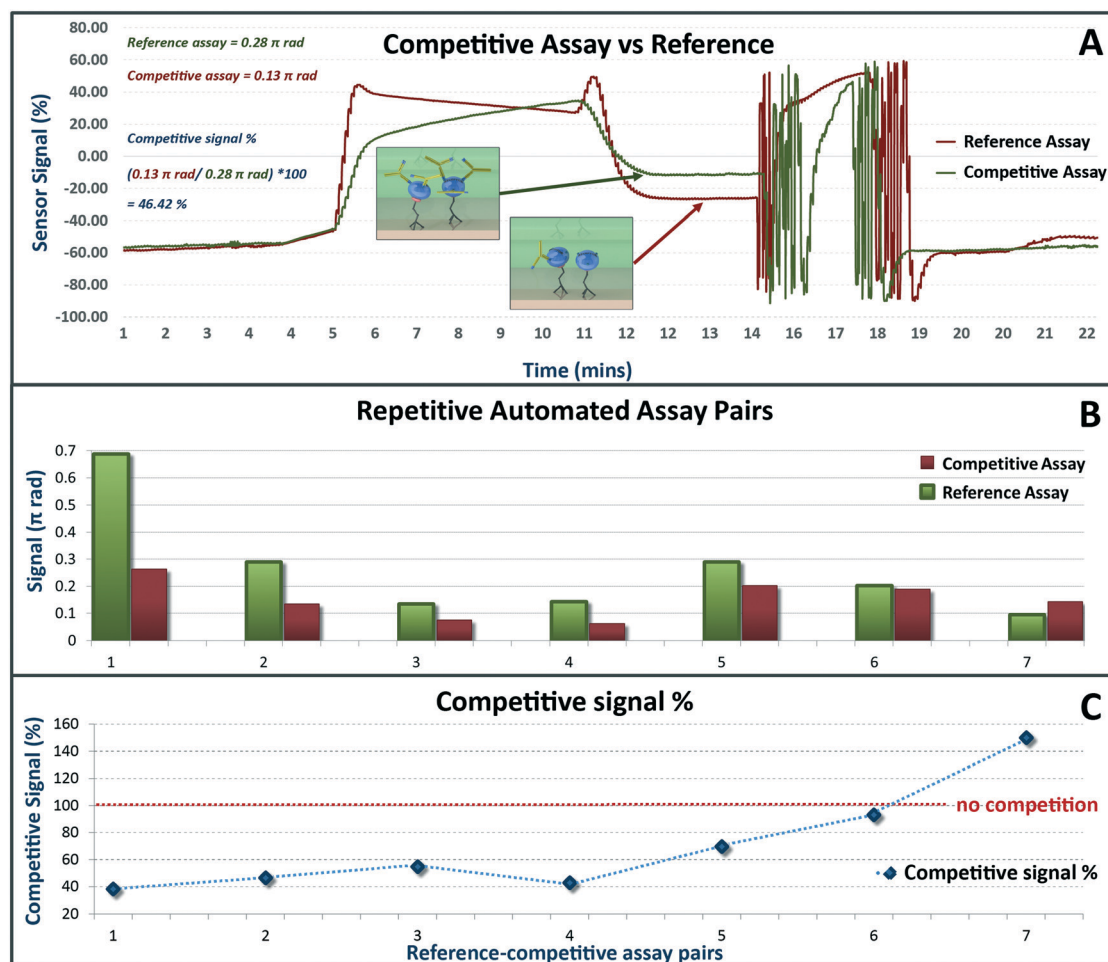 Competitive Assay vs Reference
A
Reference assay = 0.28 π rad
Competitive assay = 0.13 π rad
Competitive signal %
(0.13 π rad/ 0.28 π rad) *100
= 46.42 %
Sensor Signal (%)
80.00
60.00
40.00
20.00
0.00
-20.00
-40.00
-60.00
-80.00
-100.00
Reference Assay
Competitive Assay
1 2 3 4 4 5 6 7 8 9 10 11 12 13 13 14 16 17 18 19 20 20 21 22
Time (mins)
Repetitive Automated Assay Pairs
B
Signal (π rad)
0.7
0.6
0.5
0.4
0.3
0.2
0.1
0
Competitive Assay
Reference Assay
1 2 3 4 5 6 7
Competitive signal %
C
Competitive Signal (%)
160
140
120
100
80
60
40
20
no competition
Competitive signal %
1 2 3 4 5 6 7
Reference-competitive assay pairs